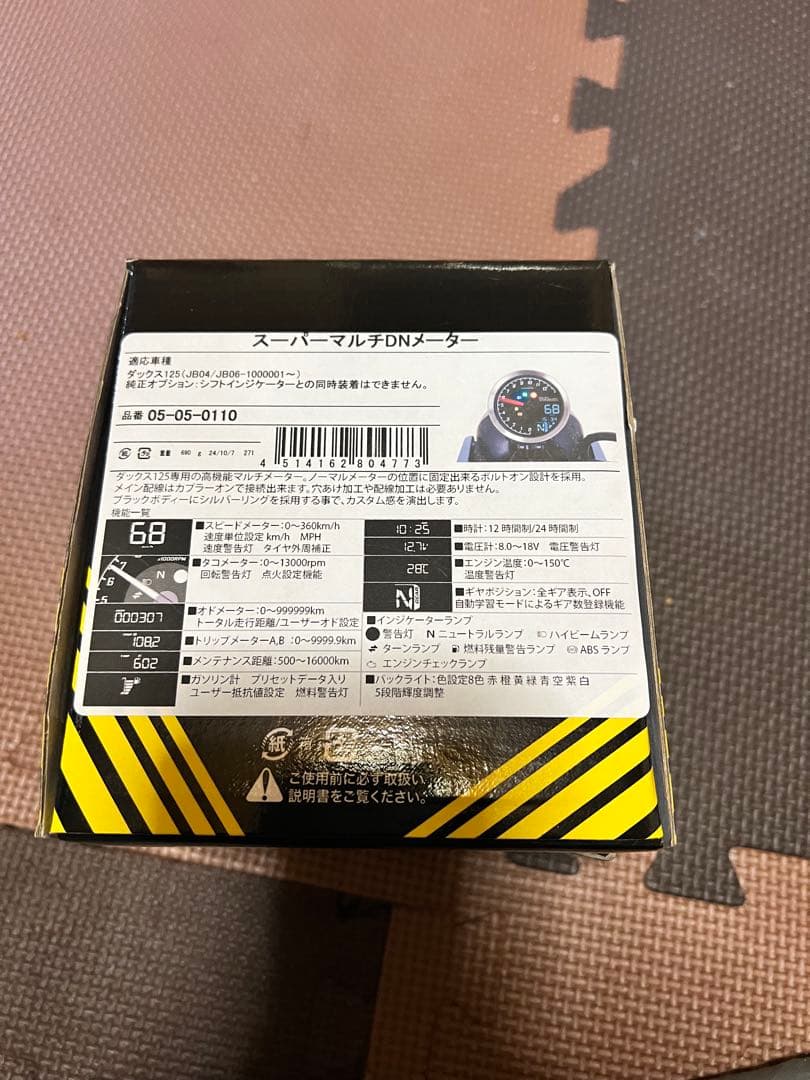 スーパーマルチDNメーター
適応車種
ダックス125(JB04/JB06-1000001～)
純正オプション:シフトインジケーターとの同時装着はできません。
品番 05-05-0110
紙 プラ 重量 690 g 24/10/7 271
4 514162 804773
ダックス125専用の高機能マルチメーター。ノーマルメーターの位置に固定出来るボルトオン設計を採用。
メイン配線はカプラーオンで接続出来ます。穴あけ加工や配線加工は必要ありません。
ブラックボディーにシルバーリングを採用する事で、カスタム感を演出します。
機能一覧
68
■スピードメーター:0～360km/h
速度単位設定 km/h MPH
速度警告灯 タイヤ外周補正
×1000RPM
7
6
5
N
■タコメーター:0～13000rpm
回転警告灯 点火設定機能
000307
■オドメーター:0～999999km
トータル走行距離/ユーザーオド設定
108.2
■トリップメーターA,B :0～9999.9km
602
■メンテナンス距離:500～16000km
■ガソリン計 プリセットデータ入り
ユーザー抵抗値設定 燃料警告灯
10:25
■時計:12時間制/24時間制
12.7v
■電圧計:8.0～18V 電圧警告灯
28℃
■エンジン温度:0～150℃
温度警告灯
N
■ギヤポジション:全ギア表示、OFF
自動学習モードによるギア数登録機能
■インジケーターランプ
警告灯 N ニュートラルランプ ハイビームランプ
ターンランプ 燃料残量警告ランプ ABSランプ
エンジンチェックランプ
■バックライト:色設定8色 赤 橙 黄 緑 青 空 紫 白
5段階輝度調整
紙
ご使用前に必ず取扱い
説明書をご覧ください。